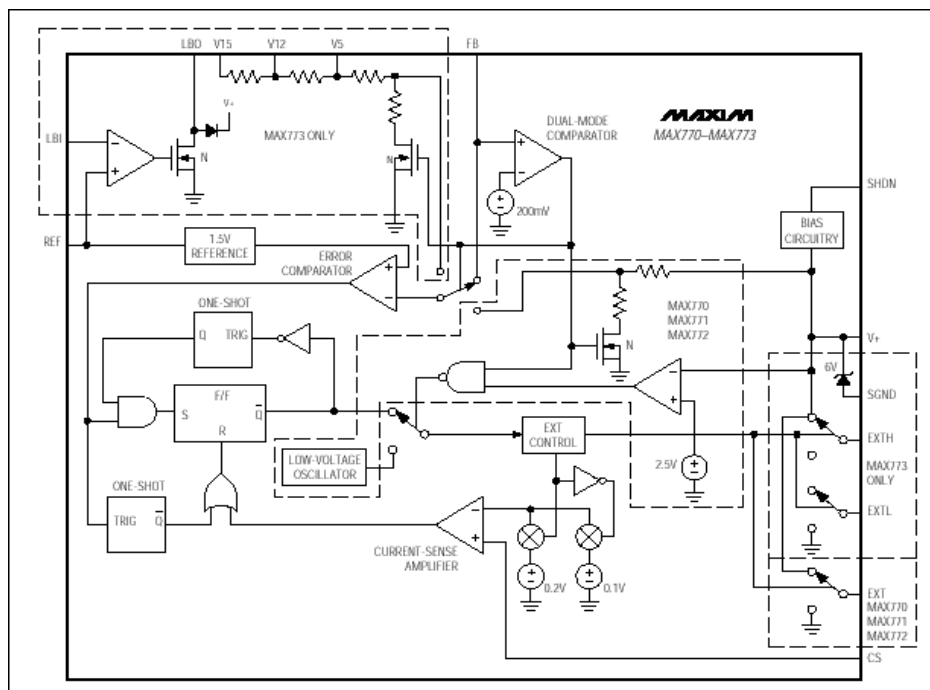 LBO V15 V12 V5 FB
V+
MAX773 ONLY
DUAL-MODE
COMPARATOR
MAXIM
MAX770–MAX773
LBI
N
N
SHDN
200mV
BIAS
CIRCUITRY
REF
1.5V
REFERENCE
ERROR
COMPARATOR
ONE-SHOT
MAX770
MAX771
MAX772
Q TRIG
N
V+
6V
F/F
SGND
S Q
R
EXT
CONTROL
EXTH
LOW-VOLTAGE
OSCILLATOR
2.5V
MAX773
ONLY
ONE-SHOT
TRIG Q
EXTL
CURRENT-SENSE
AMPLIFIER
0.2V 0.1V
EXT
MAX770
MAX771
MAX772
CS
+
−